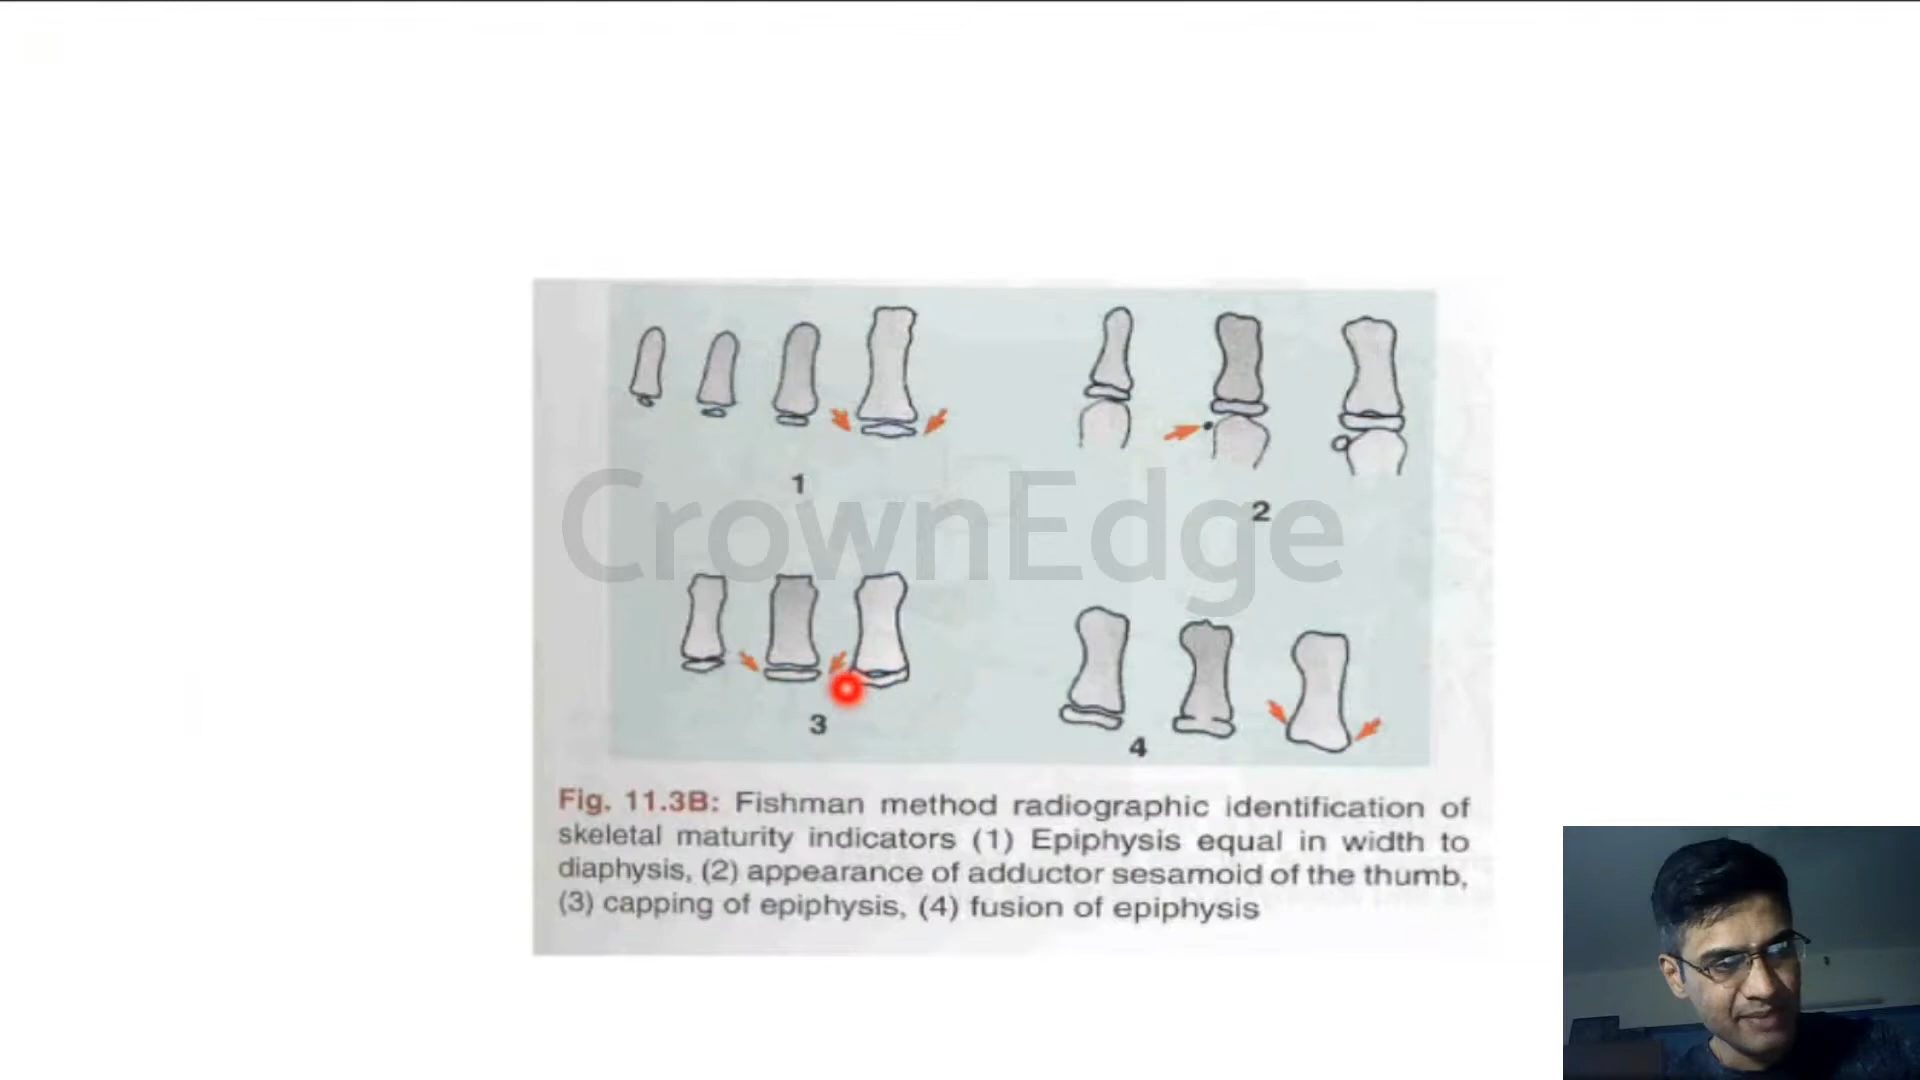 1
2
CrownEdge
3
4
Fig. 11.3B: Fishman method radiographic identification of
skeletal maturity indicators (1) Epiphysis equal in width to
diaphysis, (2) appearance of adductor sesamoid of the thumb,
(3) capping of epiphysis, (4) fusion of epiphysis